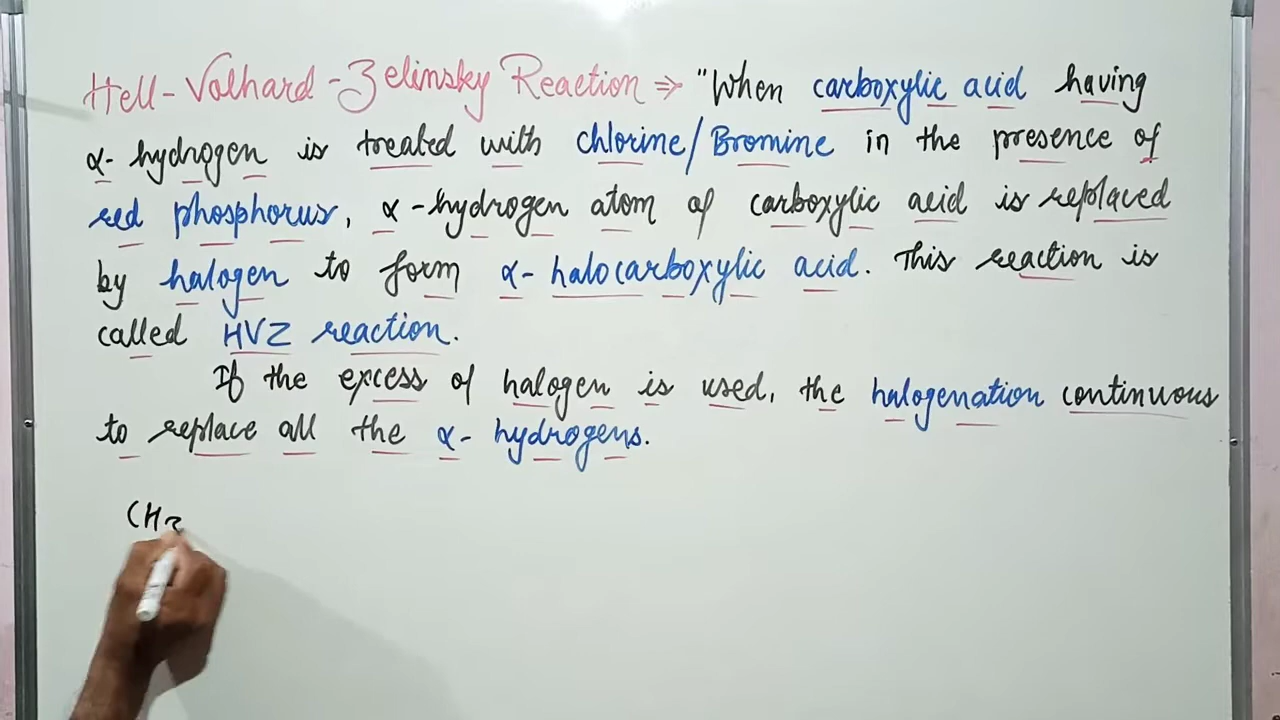 Hell-Volhard-Zelinsky Reaction ⇒ "When carboxylic acid having
α-hydrogen is treated with chlorine/Bromine in the presence of
red phosphorus, α-hydrogen atom of carboxylic acid is replaced
by halogen to form α-halocarboxylic acid. This reaction is
called HVZ reaction.
If the excess of halogen is used, the halogenation continuous
to replace all the α-hydrogens.
CH3